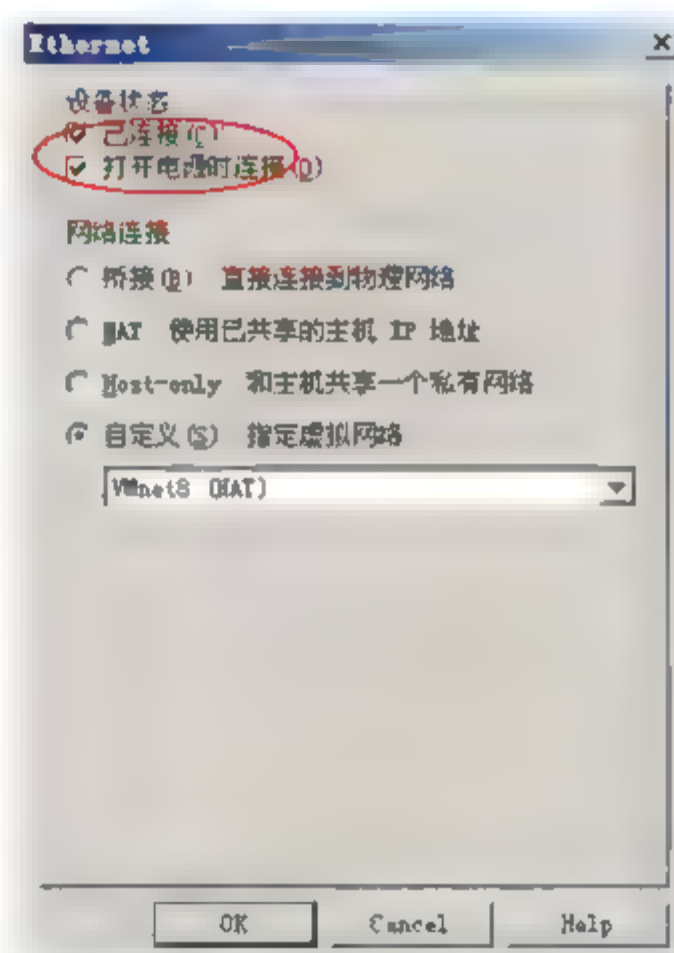 Ethernet
设备状态
已连接(C)
打开电源时连接(O)
网络连接
桥接(B) 直接连接到物理网络
NAT 使用已共享的主机 IP 地址
Host-only 和主机共享一个私有网络
自定义(S) 指定虚拟网络
VMnet8 (NAT)
OK Cancel Help